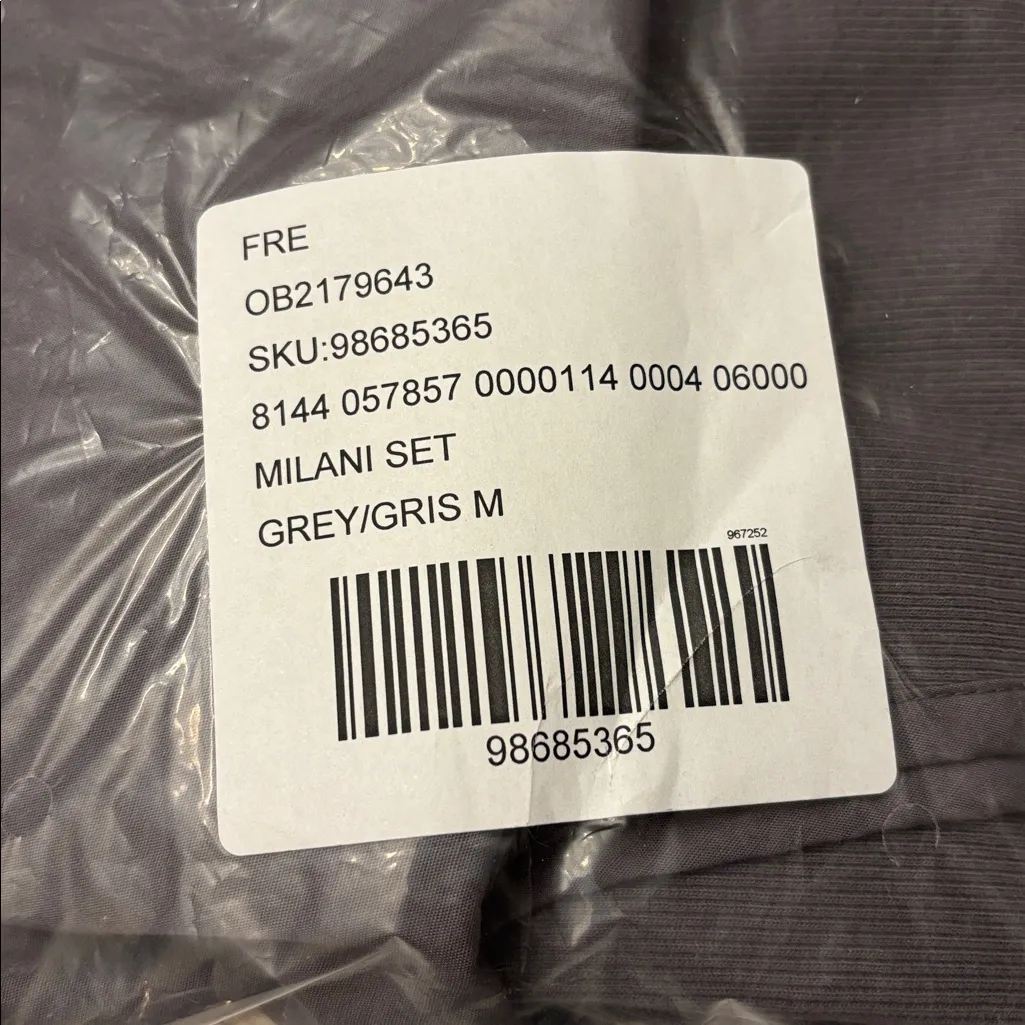 FRE
OB2179643
SKU:98685365
8144 057857 0000114 0004 06000
MILANI SET
GREY/GRIS M
967252
98685365